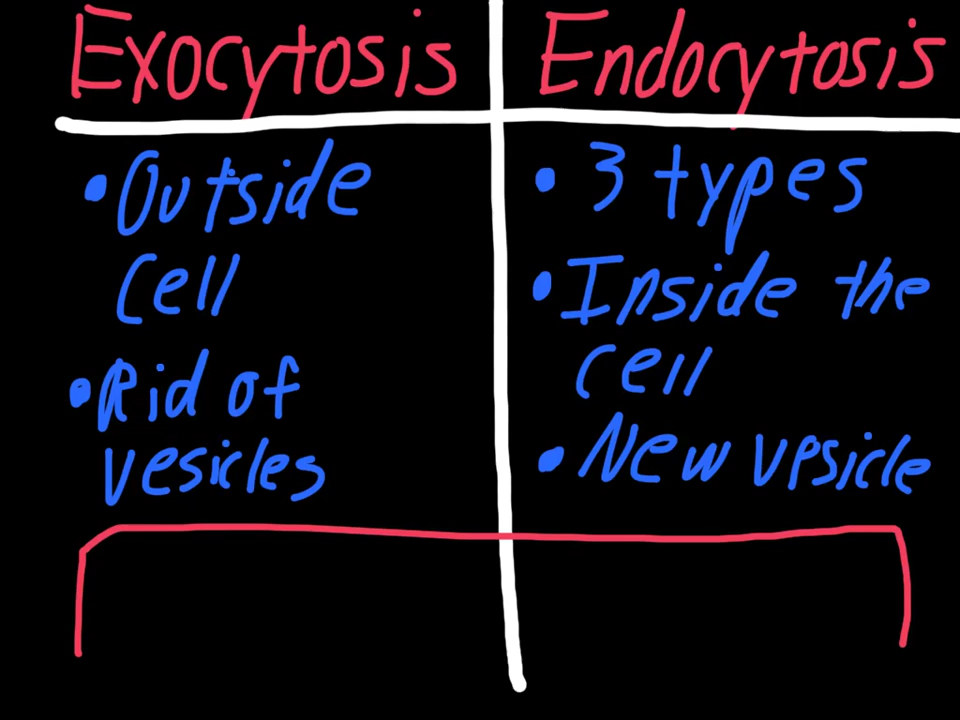 Exocytosis
Endocytosis
• Outside
cell
• Rid of
vesicles
• 3 types
• Inside the
cell
• New vesicle